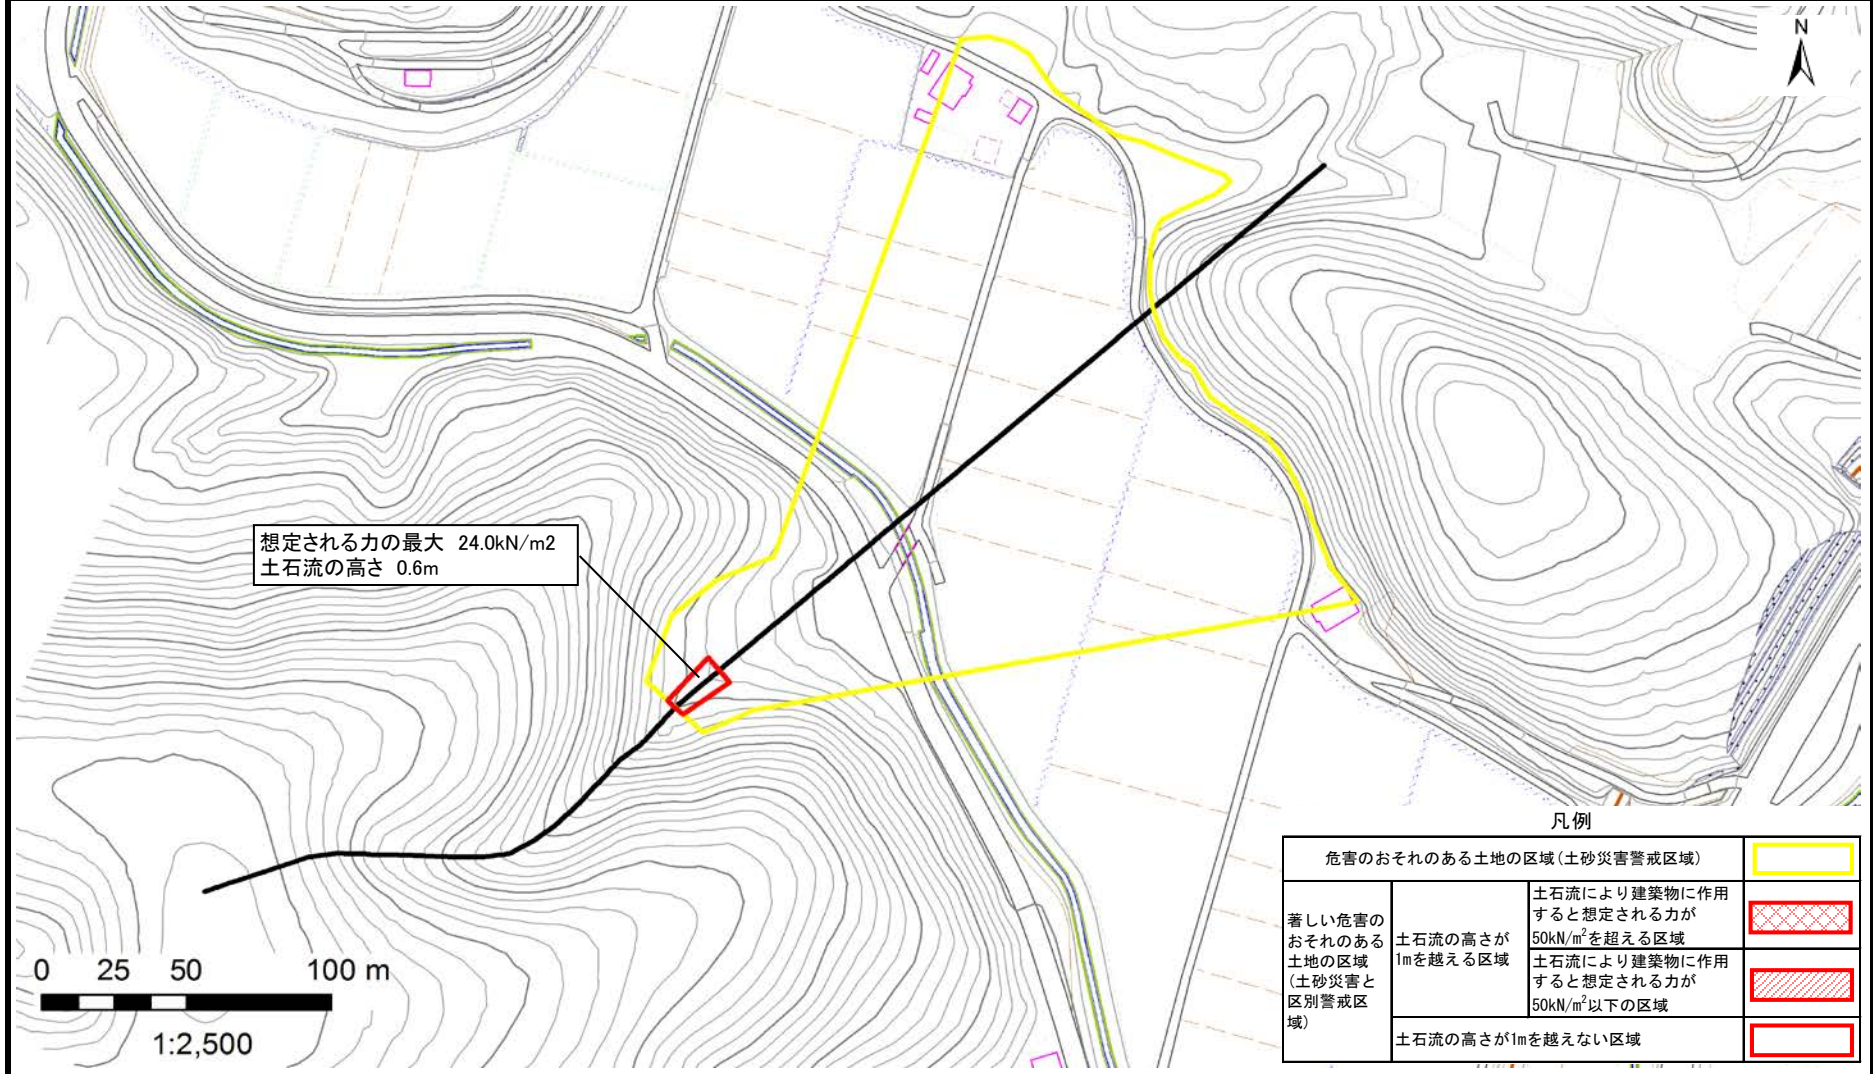 N
想定される力の最大 24.0kN/m2
土石流の高さ 0.6m
0 25 50 100 m
1:2,500
凡例
危害のおそれのある土地の区域(土砂災害警戒区域)
著しい危害の
おそれのある
土地の区域
(土砂災害と
区別警戒区
域)
土石流の高さが
1mを越える区域
土石流により建築物に作用
すると想定される力が
50kN/m²を超える区域
土石流により建築物に作用
すると想定される力が
50kN/m²以下の区域
土石流の高さが1mを越えない区域